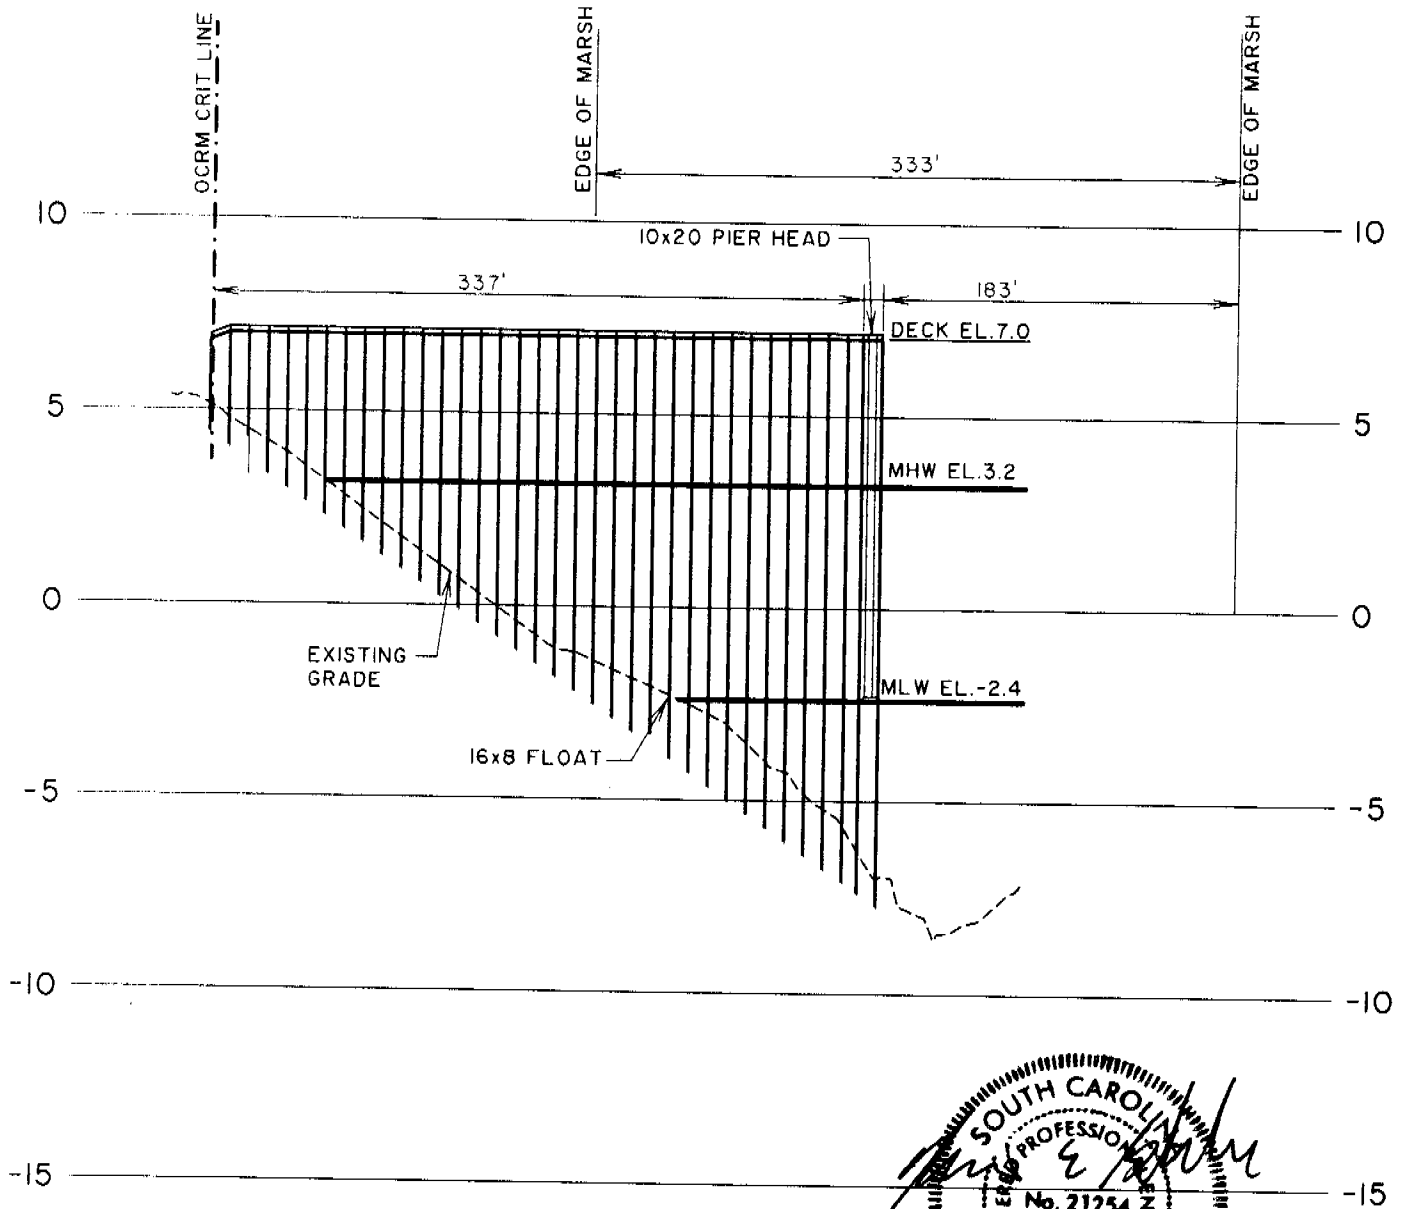 OCRM CRIT LINE
EDGE OF MARSH
EDGE OF MARSH
333'
10
10
10x20 PIER HEAD
337'
183'
DECK EL.7.0
5
5
MHW EL.3.2
0
0
EXISTING
GRADE
MLW EL.-2.4
16x8 FLOAT
-5
-5
-10
-10
SOUTH CAROL
PROFESSION
No. 21254
-15
-15